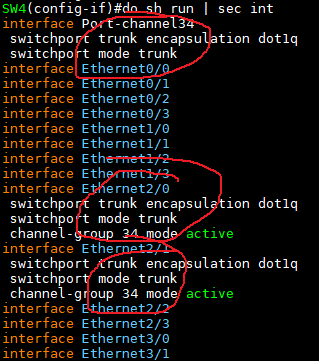 SW4(config-if)#do sh run | sec int
interface Port-channel34
switchport trunk encapsulation dot1q
switchport mode trunk
interface Ethernet0/0
interface Ethernet0/1
interface Ethernet0/2
interface Ethernet0/3
interface Ethernet1/0
interface Ethernet1/1
interface Ethernet1/2
interface Ethernet1/3
interface Ethernet2/0
switchport trunk encapsulation dot1q
switchport mode trunk
channel-group 34 mode active
interface Ethernet2/1
switchport trunk encapsulation dot1q
switchport mode trunk
channel-group 34 mode active
interface Ethernet2/2
interface Ethernet2/3
interface Ethernet3/0
interface Ethernet3/1